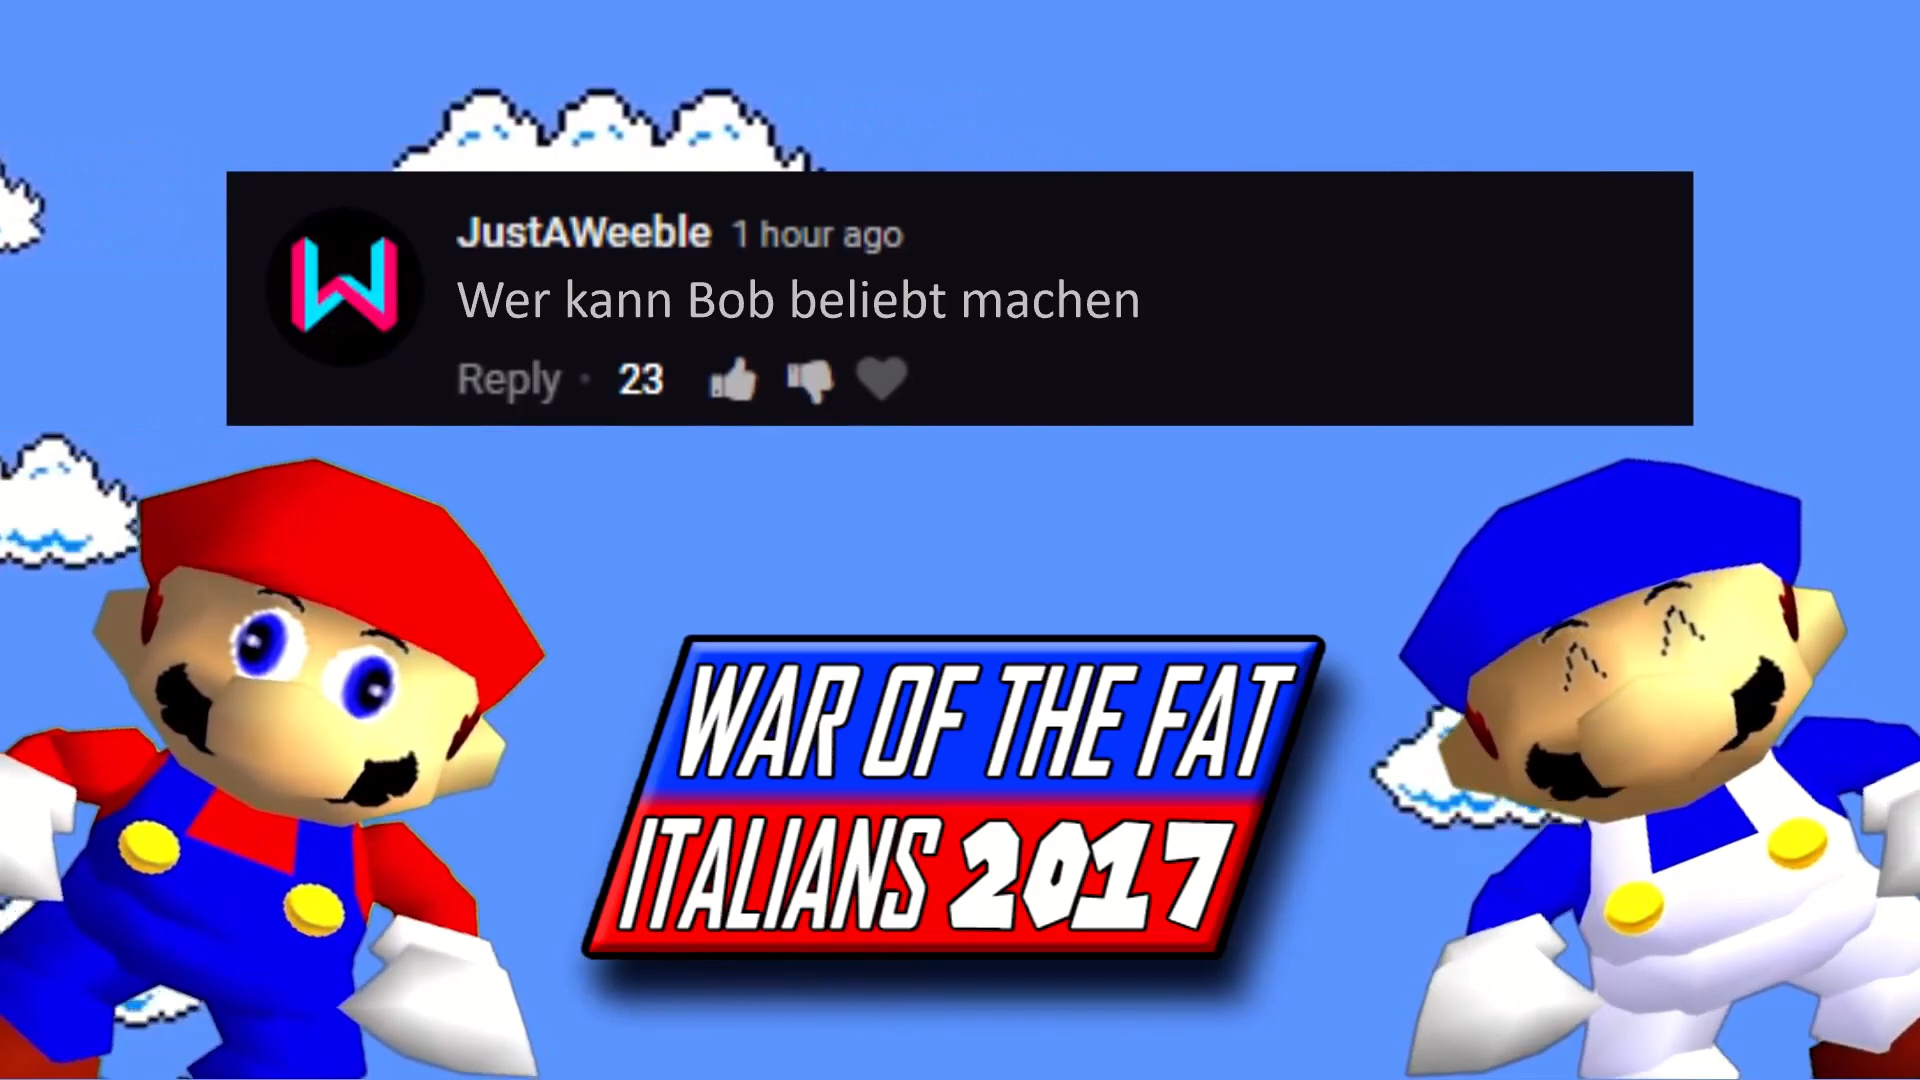 JustAWeeble 1 hour ago
Wer kann Bob beliebt machen
Reply · 23
WAR OF THE FAT
ITALIANS 2017